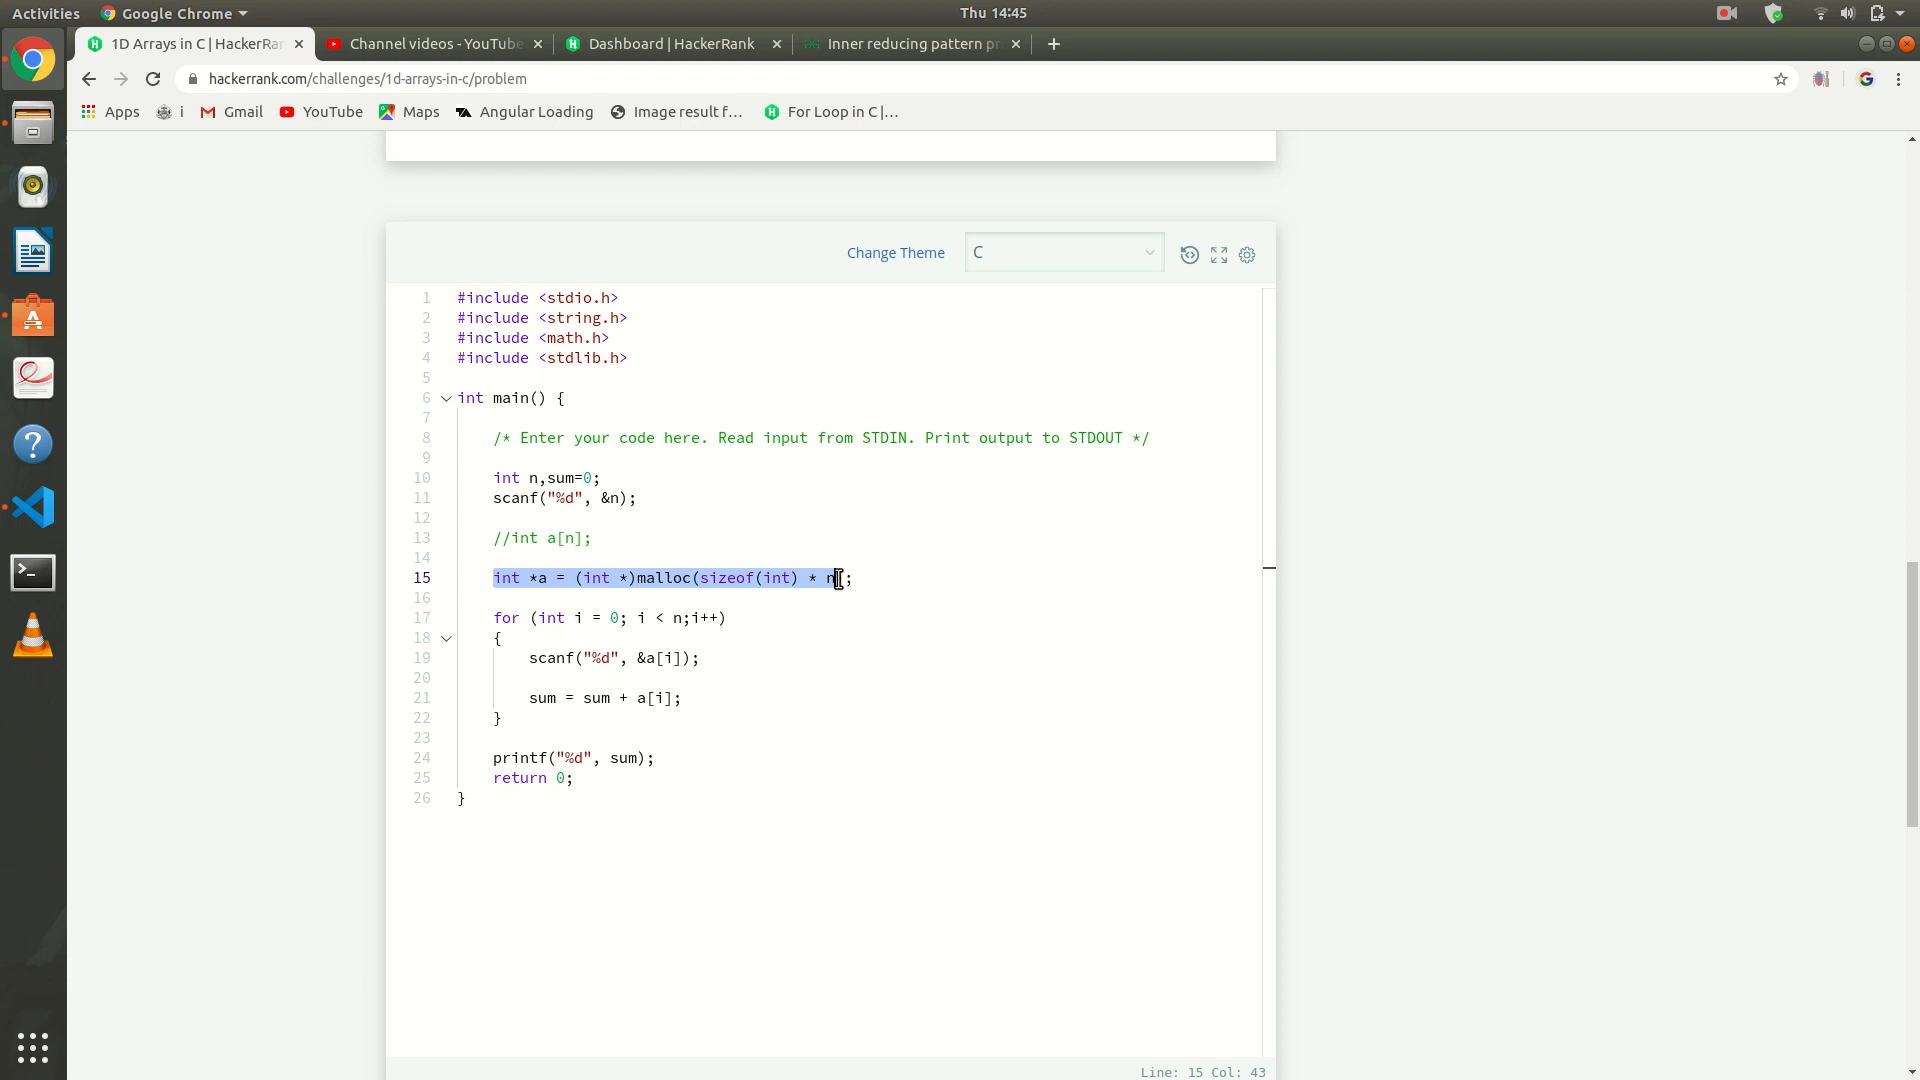 Activities Google Chrome Thu 14:45
1D Arrays in C | HackerRan Channel videos - YouTube Dashboard | HackerRank Inner reducing pattern pr
hackerrank.com/challenges/1d-arrays-in-c/problem
Apps i Gmail YouTube Maps Angular Loading Image result f... For Loop in C |...
Change Theme C
1 #include <stdio.h>
2 #include <string.h>
3 #include <math.h>
4 #include <stdlib.h>
5
6 int main() {
7
8 /* Enter your code here. Read input from STDIN. Print output to STDOUT */
9
10 int n,sum=0;
11 scanf("%d", &n);
12
13 //int a[n];
14
15 int *a = (int *)malloc(sizeof(int) * n);
16
17 for (int i = 0; i < n;i++)
18 {
19 scanf("%d", &a[i]);
20
21 sum = sum + a[i];
22 }
23
24 printf("%d", sum);
25 return 0;
26 }
Line: 15 Col: 43